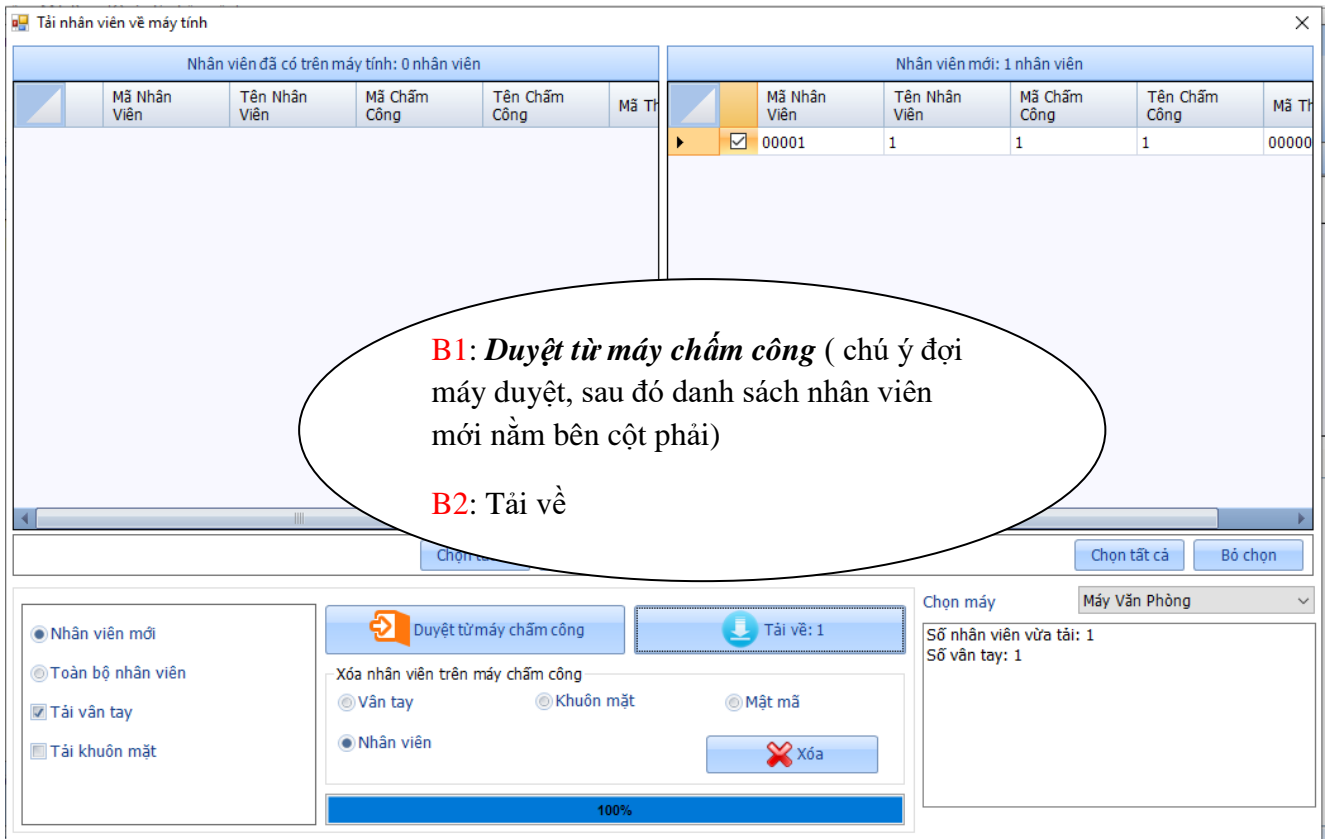 Tải nhân viên về máy tính
Nhân viên đã có trên máy tính: 0 nhân viên
Mã Nhân Viên
Tên Nhân Viên
Mã Chấm Công
Tên Chấm Công
Nhân viên mới: 1 nhân viên
Mã Nhân Viên
Tên Nhân Viên
Mã Chấm Công
Tên Chấm Công
00001 1 1 1 00000
B1: Duyệt từ máy chấm công ( chú ý đợi
máy duyệt, sau đó danh sách nhân viên
mới nằm bên cột phải)
B2: Tải về
Chọn tất cả Bỏ chọn
Nhân viên mới
Toàn bộ nhân viên
Tải vân tay
Tải khuôn mặt
Duyệt từ máy chấm công
Tải về: 1
Xóa nhân viên trên máy chấm công
Vân tay Khuôn mặt Mật mã
Nhân viên
Xóa
100%
Chọn máy Máy Văn Phòng
Số nhân viên vừa tải: 1
Số vân tay: 1